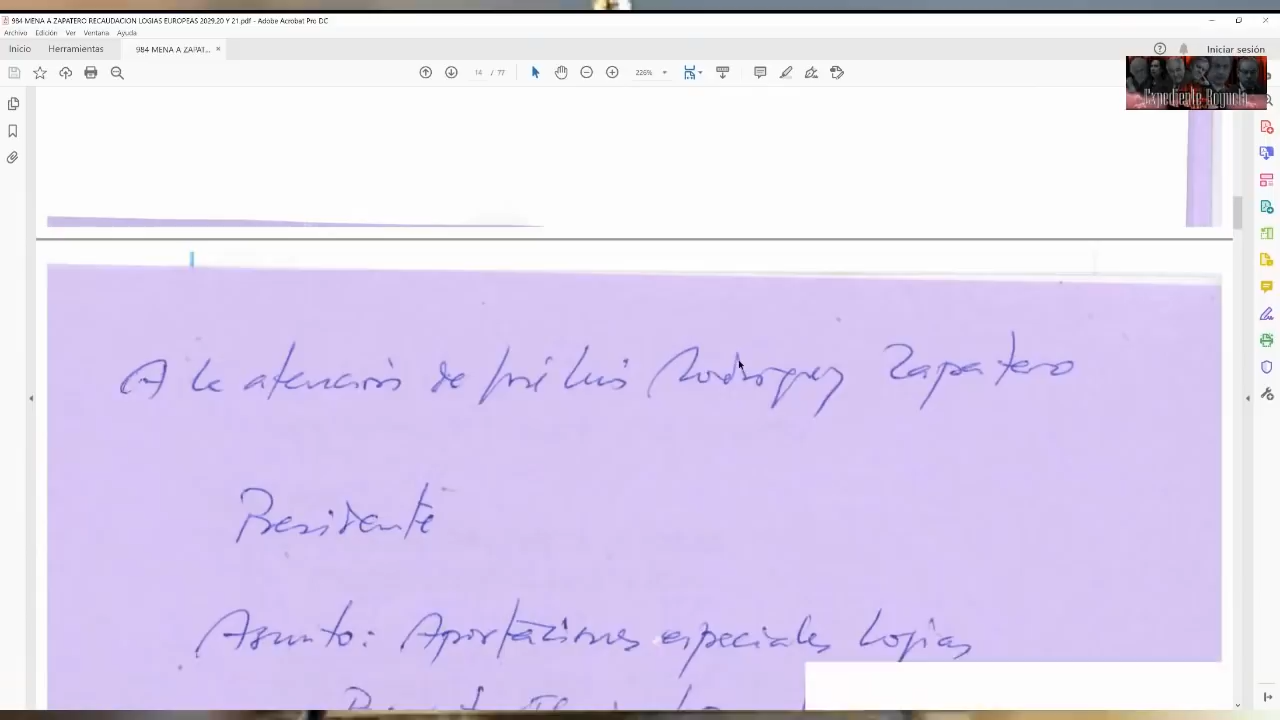 984 MENA A ZAPATERO RECAUDACION LOGIAS EUROPEAS 2029.20 Y 21.pdf - Adobe Acrobat Pro DC
Archivo Edición Ver Ventana Ayuda
Inicio Herramientas 984 MENA A ZAPAT... × Iniciar sesión
14 / 77 226%
Expediente Royuela
A la atención de José Luis Rodríguez Zapatero
Presidente
Asunto: Aportaciones especiales Logias